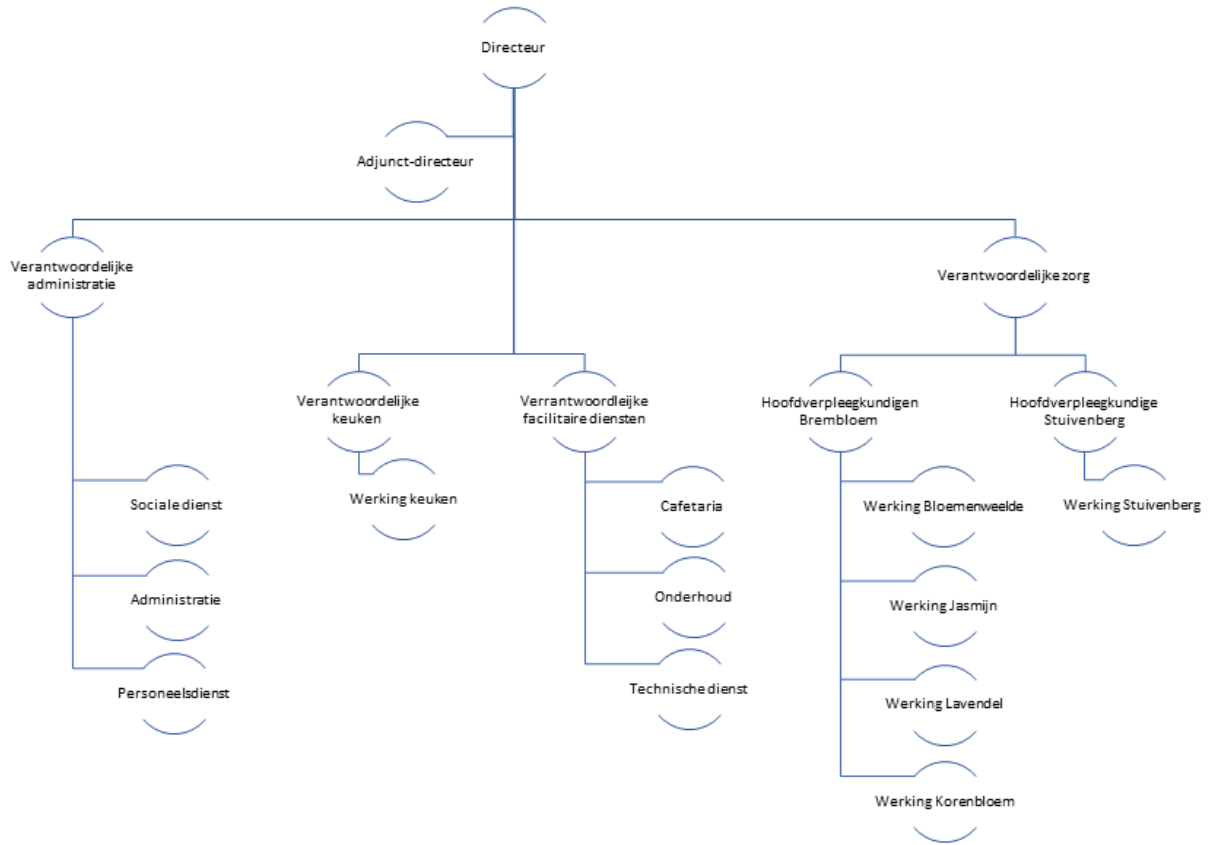 Directeur
Adjunct-directeur
Verantwoordelijke
administratie
Verantwoordelijke zorg
Verantwoordelijke
keuken
Verrantwoordleijke
facilitaire diensten
Hoofdverpleegkundigen
Brembloem
Hoofdverpleegkundige
Stuivenberg
Sociale dienst
Administratie
Personeelsdienst
Werking keuken
Cafetaria
Onderhoud
Technische dienst
Werking Bloemenweelde
Werking Jasmijn
Werking Lavendel
Werking Korenbloem
Werking Stuivenberg